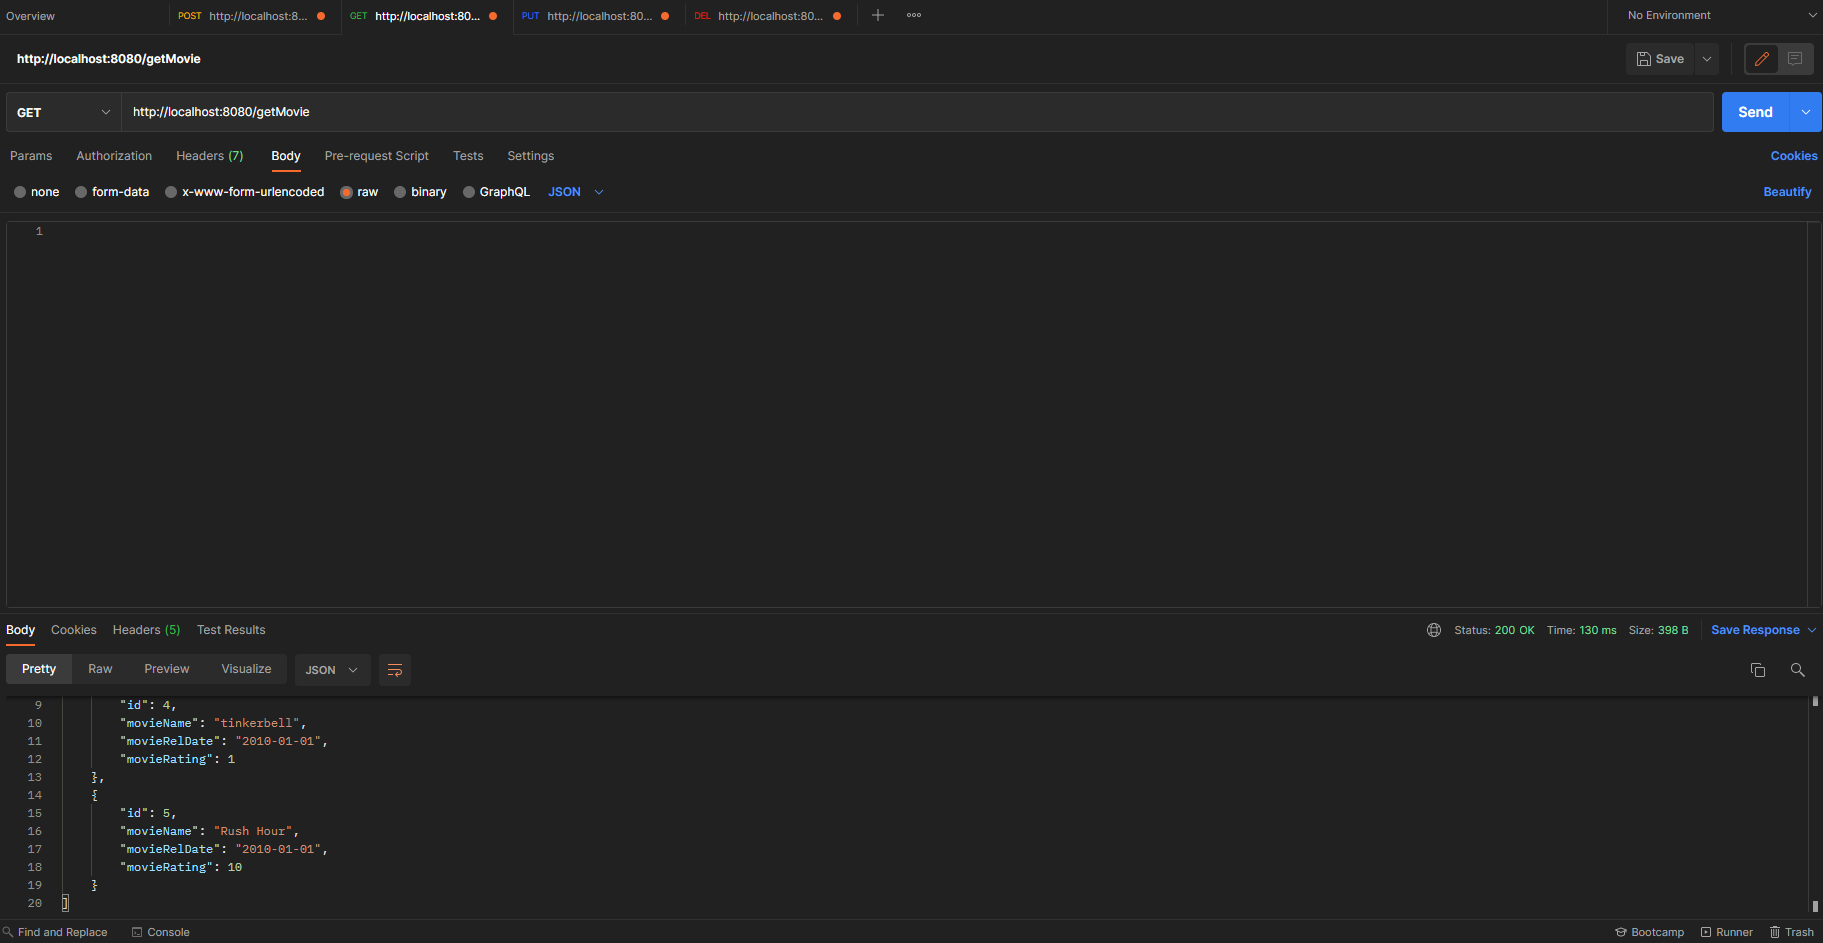 Overview
POST http://localhost:8...
GET http://localhost:80...
PUT http://localhost:80...
DEL http://localhost:80...
No Environment
http://localhost:8080/getMovie
Save
GET
http://localhost:8080/getMovie
Send
Params Authorization Headers (7) Body Pre-request Script Tests Settings
Cookies
none form-data x-www-form-urlencoded raw binary GraphQL JSON
Beautify
1
Body Cookies Headers (5) Test Results
Status: 200 OK Time: 130 ms Size: 398 B Save Response
Pretty Raw Preview Visualize JSON
9 "id": 4,
10 "movieName": "tinkerbell",
11 "movieRelDate": "2010-01-01",
12 "movieRating": 1
13 },
14 {
15 "id": 5,
16 "movieName": "Rush Hour",
17 "movieRelDate": "2010-01-01",
18 "movieRating": 10
19 }
20 ]
Find and Replace Console
Bootcamp Runner Trash